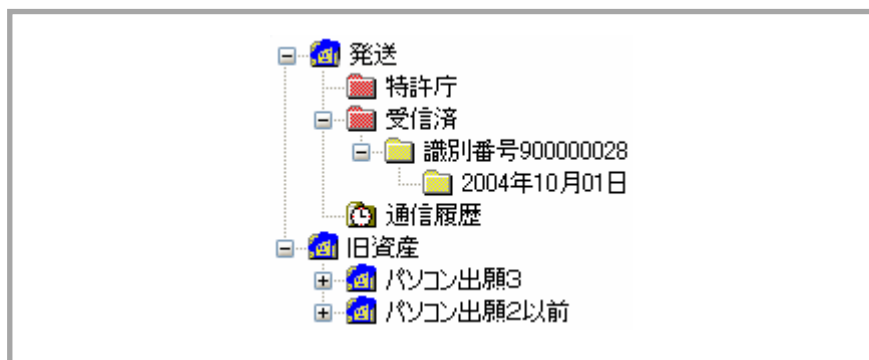 発送
特許庁
受信済
識別番号900000028
2004年10月01日
通信履歴
旧資産
パソコン出願3
パソコン出願2以前